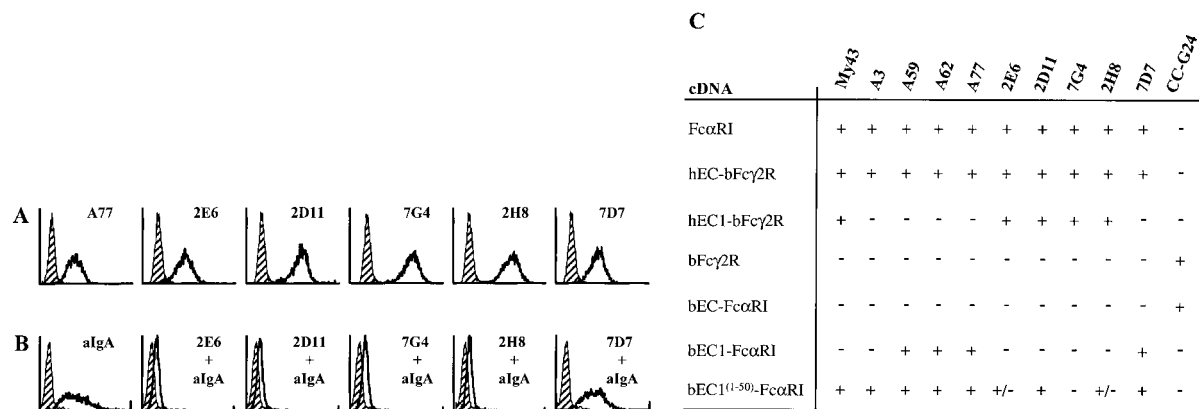 A
A77
2E6
2D11
7G4
2H8
7D7
B
aIgA
2E6 + aIgA
2D11 + aIgA
7G4 + aIgA
2H8 + aIgA
7D7 + aIgA
C
cDNA My43 A3 A59 A62 A77 2E6 2D11 7G4 2H8 7D7 CC-G24
FcαRI + + + + + + + + + + -
hEC-bFcγ2R + + + + + + + + + + -
hEC1-bFcγ2R + - - - - + + + + - -
bFcγ2R - - - - - - - - - - +
bEC-FcαRI - - - - - - - - - - +
bEC1-FcαRI - - + + + - - - - + -
bEC1(1-50)-FcαRI + + + + + +/- + - +/- + -